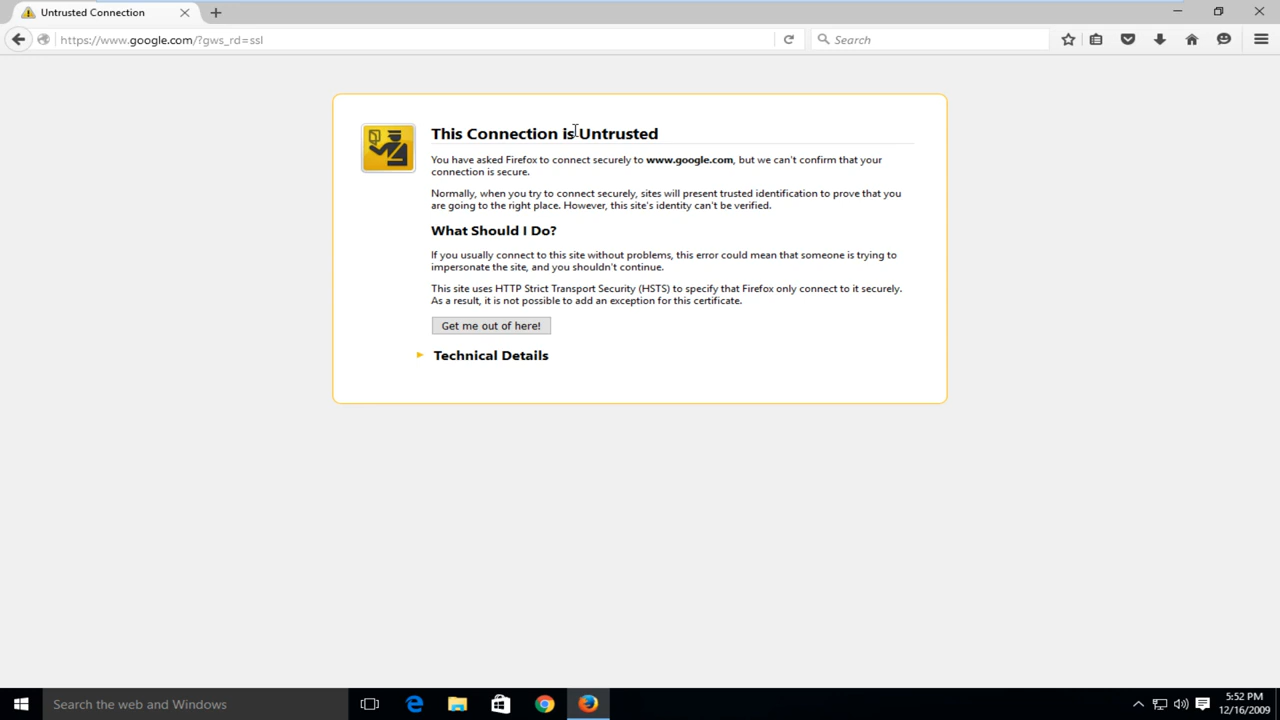 Untrusted Connection
https://www.google.com/?gws_rd=ssl
Search
This Connection is Untrusted
You have asked Firefox to connect securely to www.google.com, but we can't confirm that your
connection is secure.
Normally, when you try to connect securely, sites will present trusted identification to prove that you
are going to the right place. However, this site's identity can't be verified.
What Should I Do?
If you usually connect to this site without problems, this error could mean that someone is trying to
impersonate the site, and you shouldn't continue.
This site uses HTTP Strict Transport Security (HSTS) to specify that Firefox only connect to it securely.
As a result, it is not possible to add an exception for this certificate.
Get me out of here!
Technical Details
Search the web and Windows
5:52 PM
12/16/2009